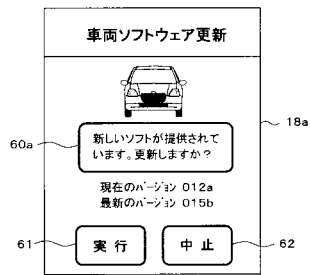 車両ソフトウェア更新
18a
60a
新しいソフトが提供されて
います。更新しますか？
現在のバージョン 012a
最新のバージョン 015b
61
実 行
中 止
62